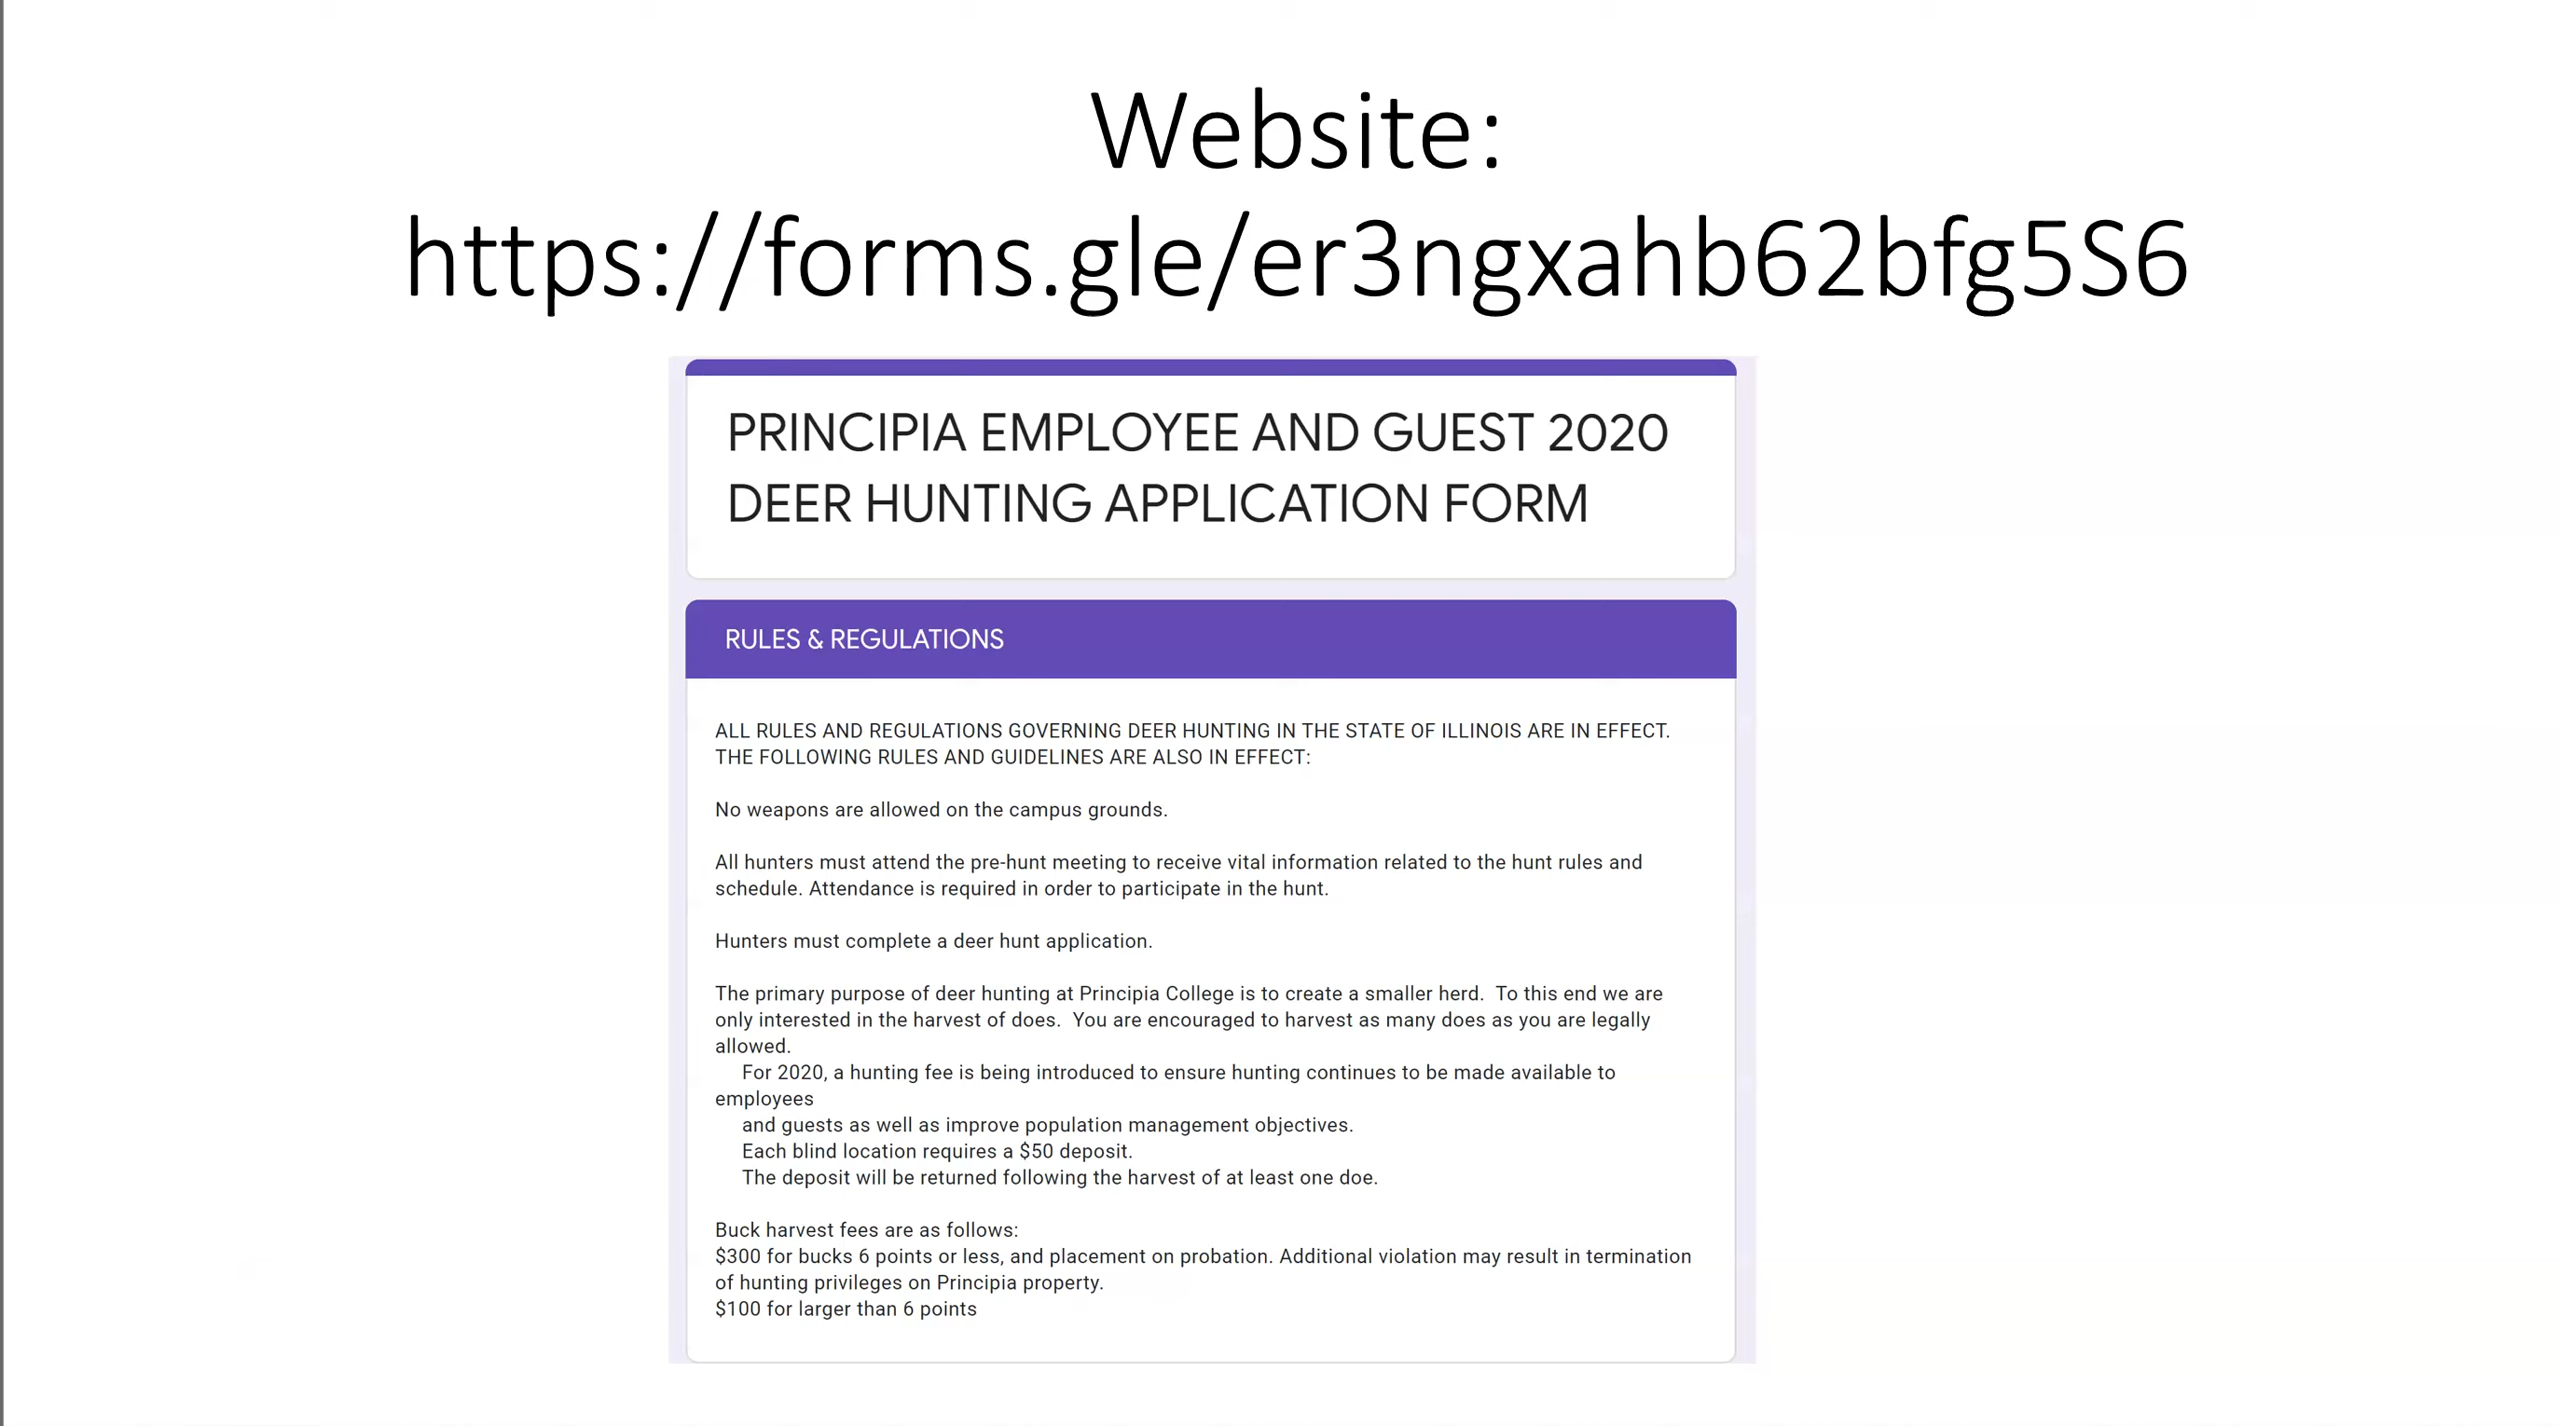 Website:
https://forms.gle/er3ngxahb62bfg5S6
PRINCIPIA EMPLOYEE AND GUEST 2020
DEER HUNTING APPLICATION FORM
RULES & REGULATIONS
ALL RULES AND REGULATIONS GOVERNING DEER HUNTING IN THE STATE OF ILLINOIS ARE IN EFFECT.
THE FOLLOWING RULES AND GUIDELINES ARE ALSO IN EFFECT:
No weapons are allowed on the campus grounds.
All hunters must attend the pre-hunt meeting to receive vital information related to the hunt rules and
schedule. Attendance is required in order to participate in the hunt.
Hunters must complete a deer hunt application.
The primary purpose of deer hunting at Principia College is to create a smaller herd.  To this end we are
only interested in the harvest of does.  You are encouraged to harvest as many does as you are legally
allowed.
For 2020, a hunting fee is being introduced to ensure hunting continues to be made available to
employees
and guests as well as improve population management objectives.
Each blind location requires a $50 deposit.
The deposit will be returned following the harvest of at least one doe.
Buck harvest fees are as follows:
$300 for bucks 6 points or less, and placement on probation. Additional violation may result in termination
of hunting privileges on Principia property.
$100 for larger than 6 points